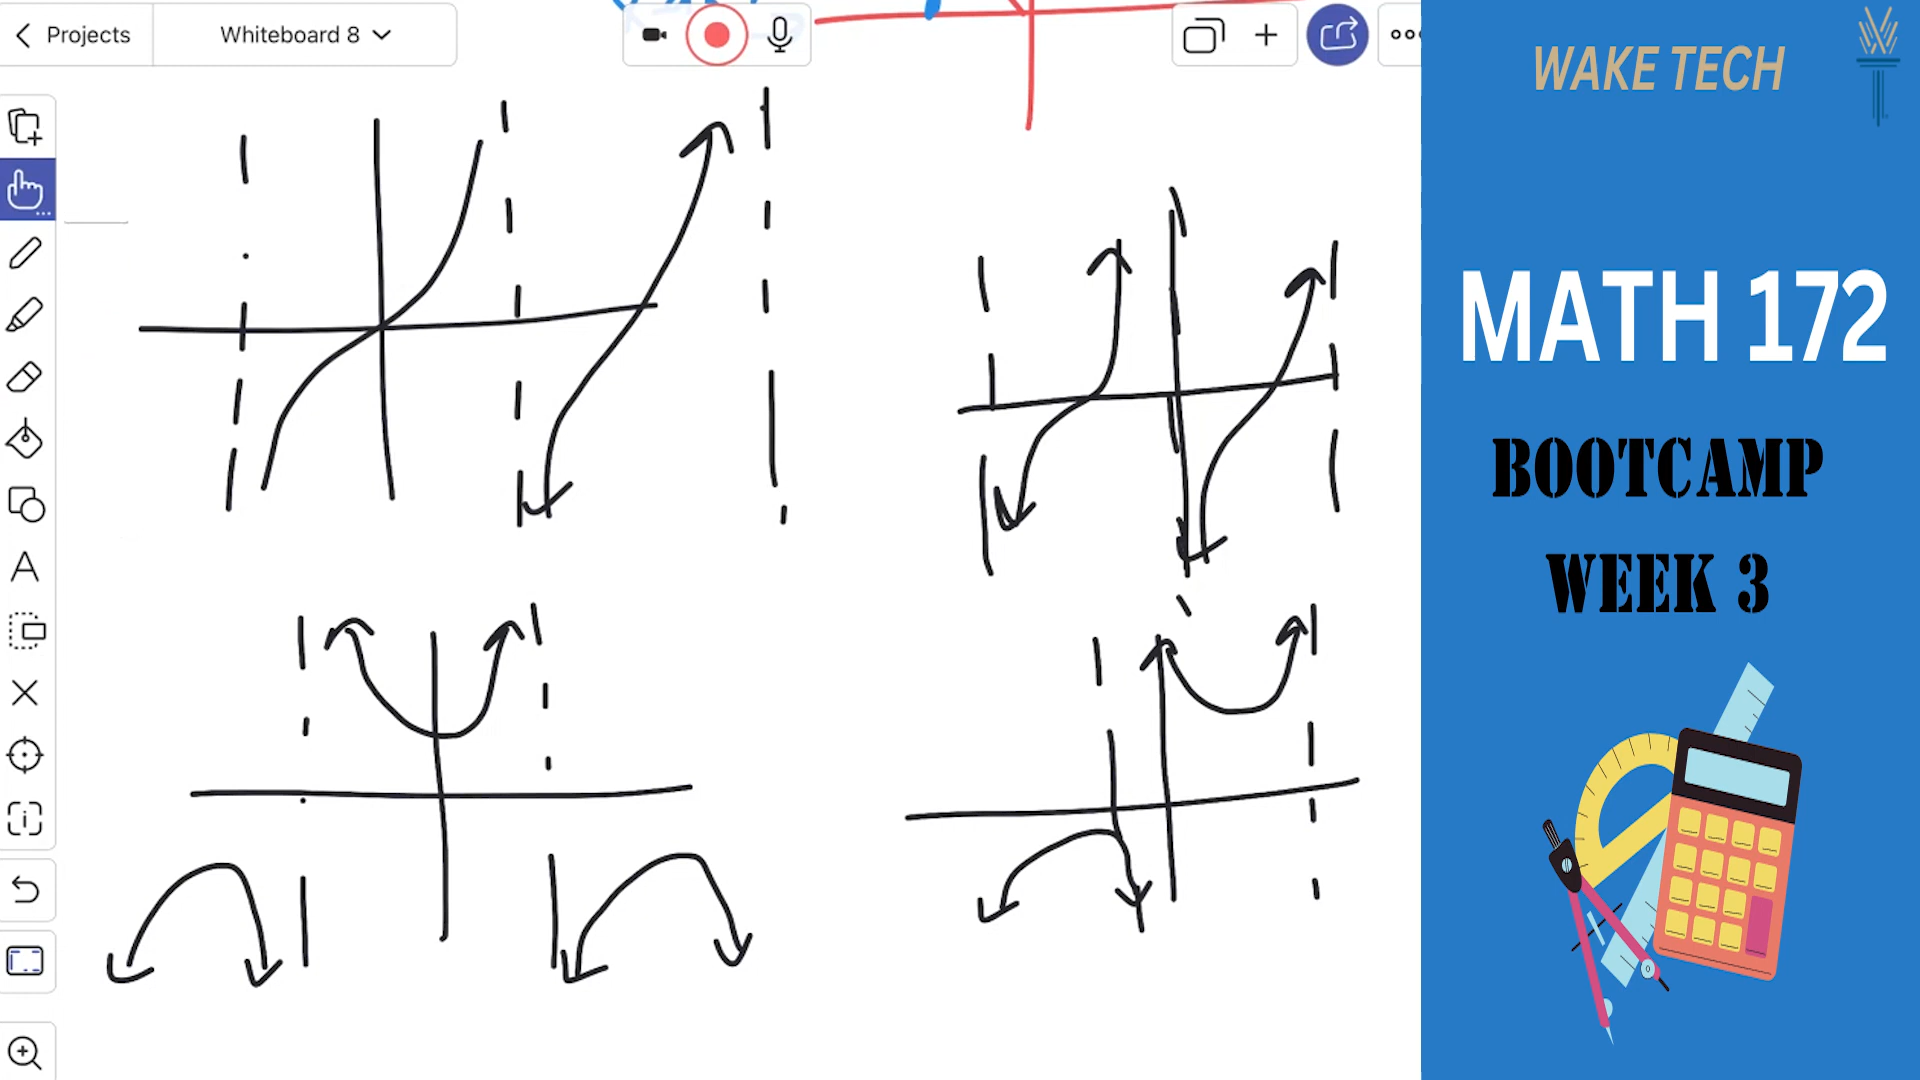 Projects
Whiteboard 8
WAKE TECH
MATH 172
BOOTCAMP
WEEK 3